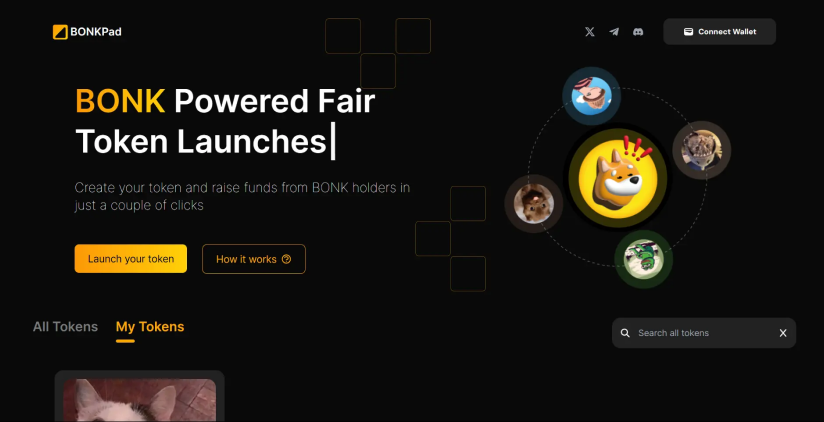 BONKPad
Connect Wallet
BONK Powered Fair
Token Launches|
Create your token and raise funds from BONK holders in
just a couple of clicks
Launch your token
How it works
All Tokens
My Tokens
Search all tokens